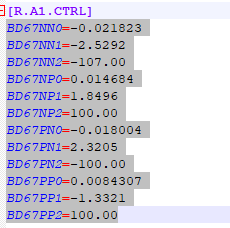 [R.A1.CTRL]
BD67NN0=-0.021823
BD67NN1=-2.5292
BD67NN2=-107.00
BD67NP0=0.014684
BD67NP1=1.8496
BD67NP2=100.00
BD67PN0=-0.018004
BD67PN1=2.3205
BD67PN2=-100.00
BD67PP0=0.0084307
BD67PP1=-1.3321
BD67PP2=100.00